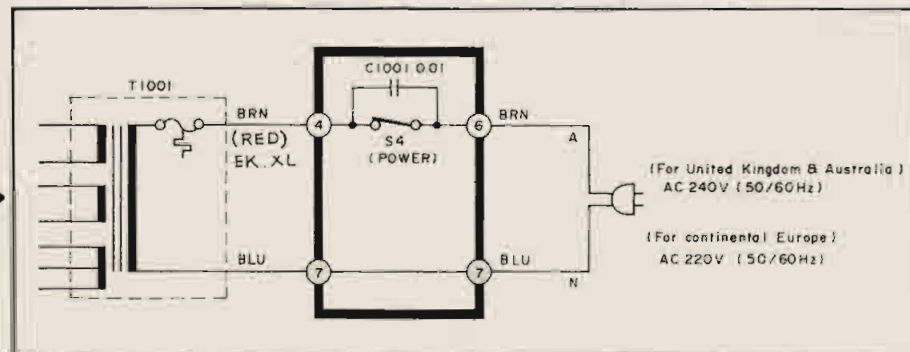 T1001
C1001 0.01
BRN
(RED)
EK. XL
4
S4
(POWER)
6
BRN
A
(For United Kingdom & Australia)
AC 240V (50/60Hz)
(For continental Europe)
AC 220V (50/60Hz)
BLU
7
7
BLU
N